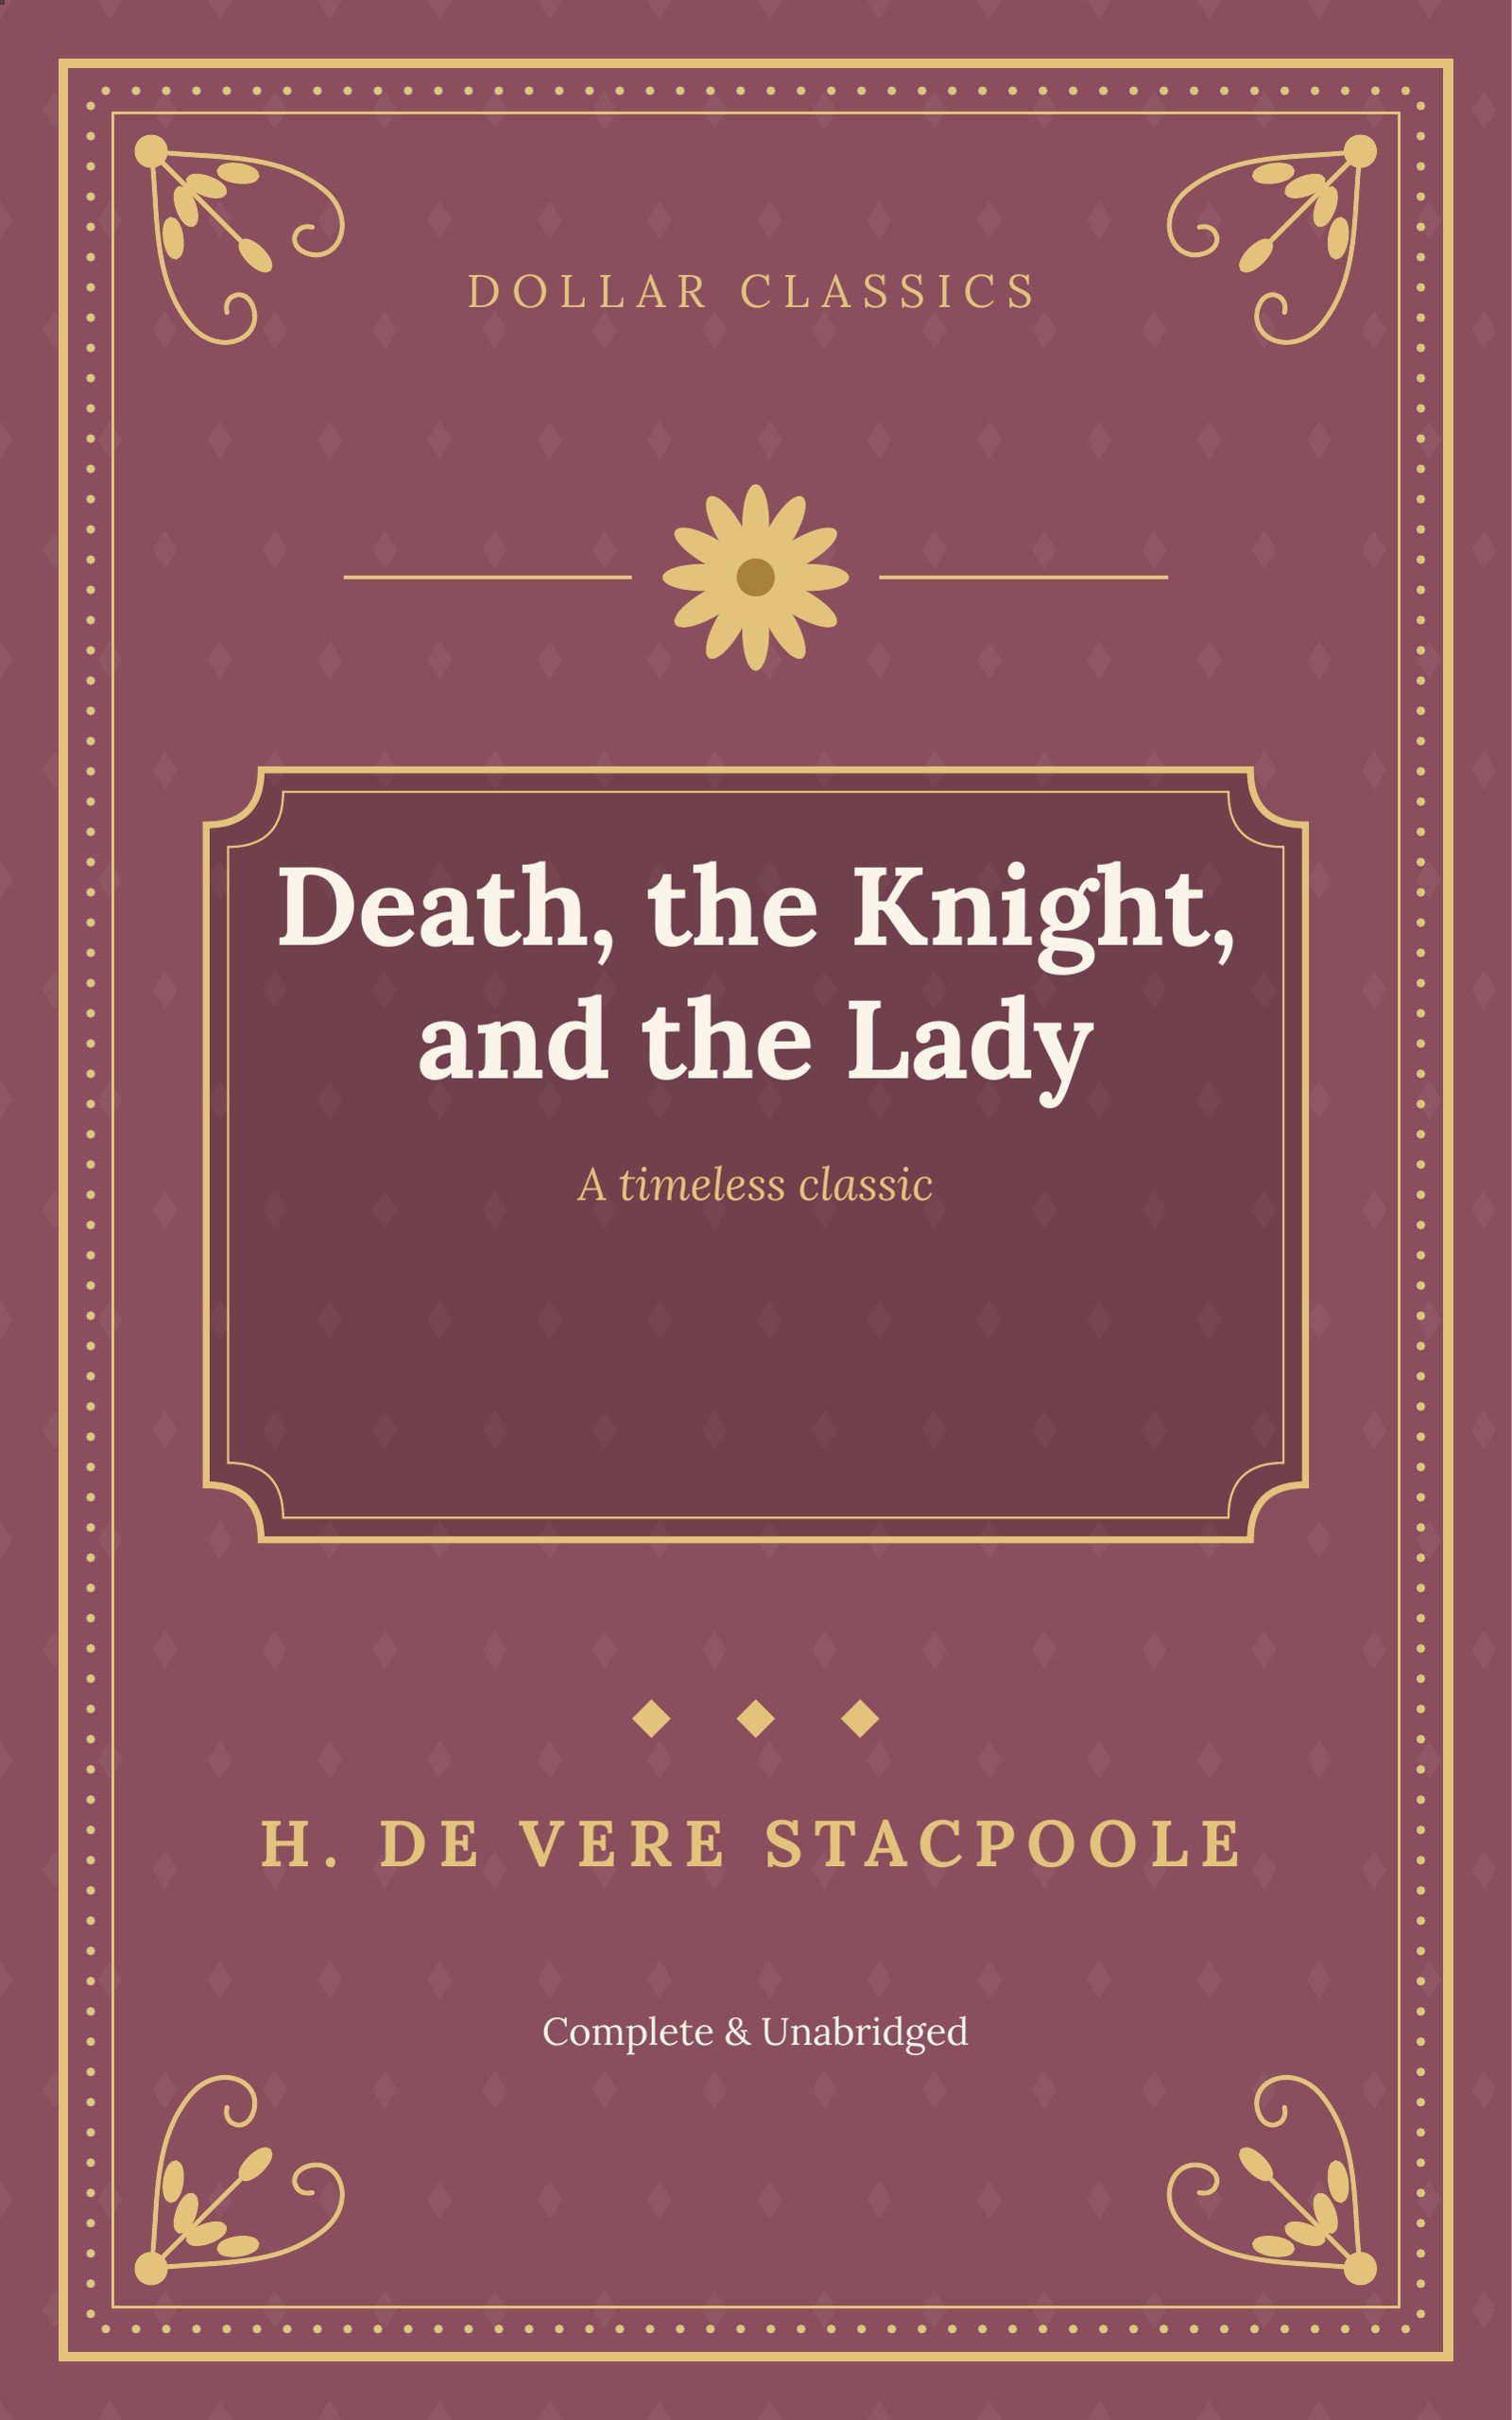 DOLLAR CLASSICS
Death, the Knight,
and the Lady
A timeless classic
H. DE VERE STACPOOLE
Complete & Unabridged